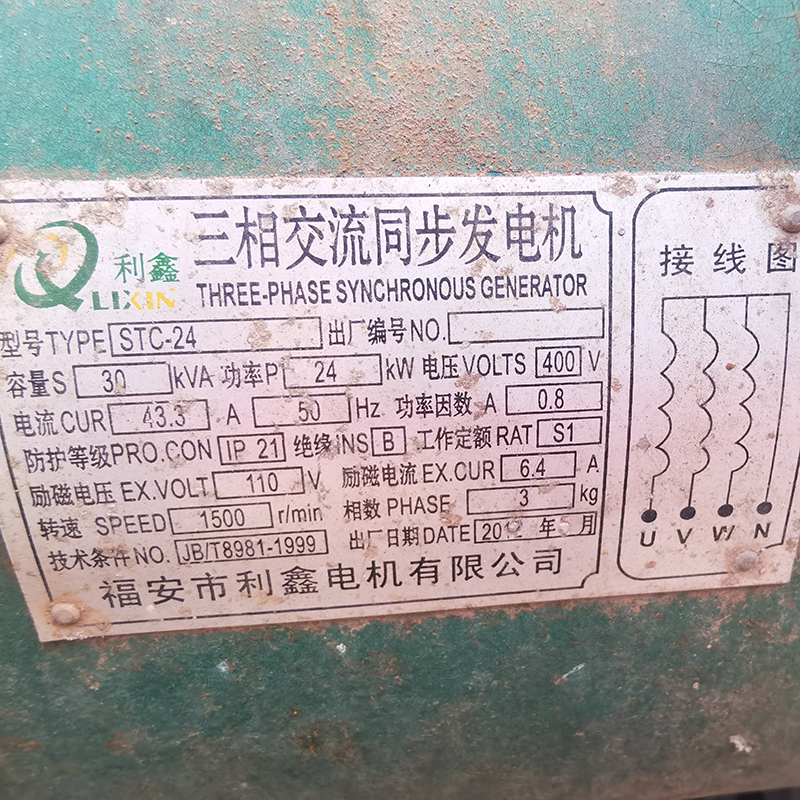 利鑫
LIXIN
三相交流同步发电机
THREE-PHASE SYNCHRONOUS GENERATOR
型号TYPE STC-24 出厂编号NO.
容量S 30 kVA 功率P 24 kW 电压VOLTS 400 V
电流CUR 43.3 A 50 Hz 功率因数 A 0.8
防护等级PRO.CON IP 21 绝缘INS B 工作定额RAT S1
励磁电压 EX.VOLT 110 V 励磁电流EX.CUR 6.4 A
转速 SPEED 1500 r/min 相数 PHASE 3 kg
技术条件NO. JB/T8981-1999 出厂日期DATE 年 月
福安市利鑫电机有限公司
接线图
U V W N